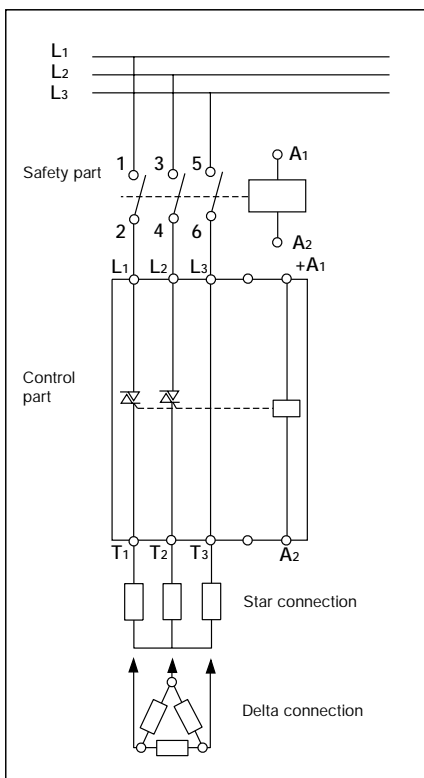 L1
L2
L3
1 3 5 A1
Safety part
2 4 6 A2
L1 L2 L3 +A1
Control
part
T1 T2 T3 A2
Star connection
Delta connection